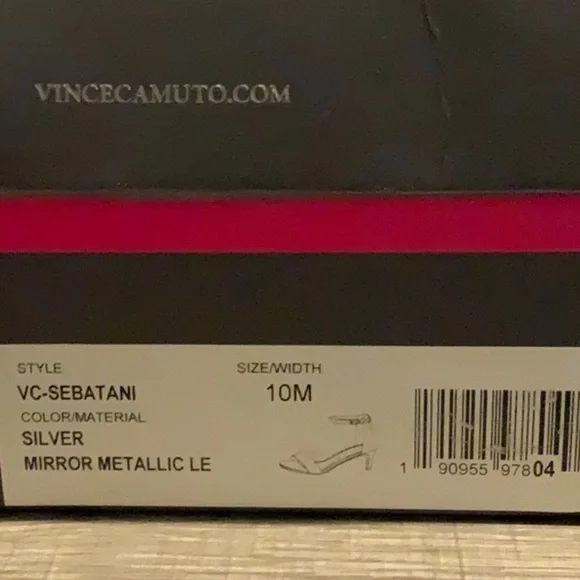 VINCECAMUTO.COM
STYLE
VC-SEBATANI
SIZE/WIDTH
10M
COLOR/MATERIAL
SILVER
MIRROR METALLIC LE
1 90955 97804